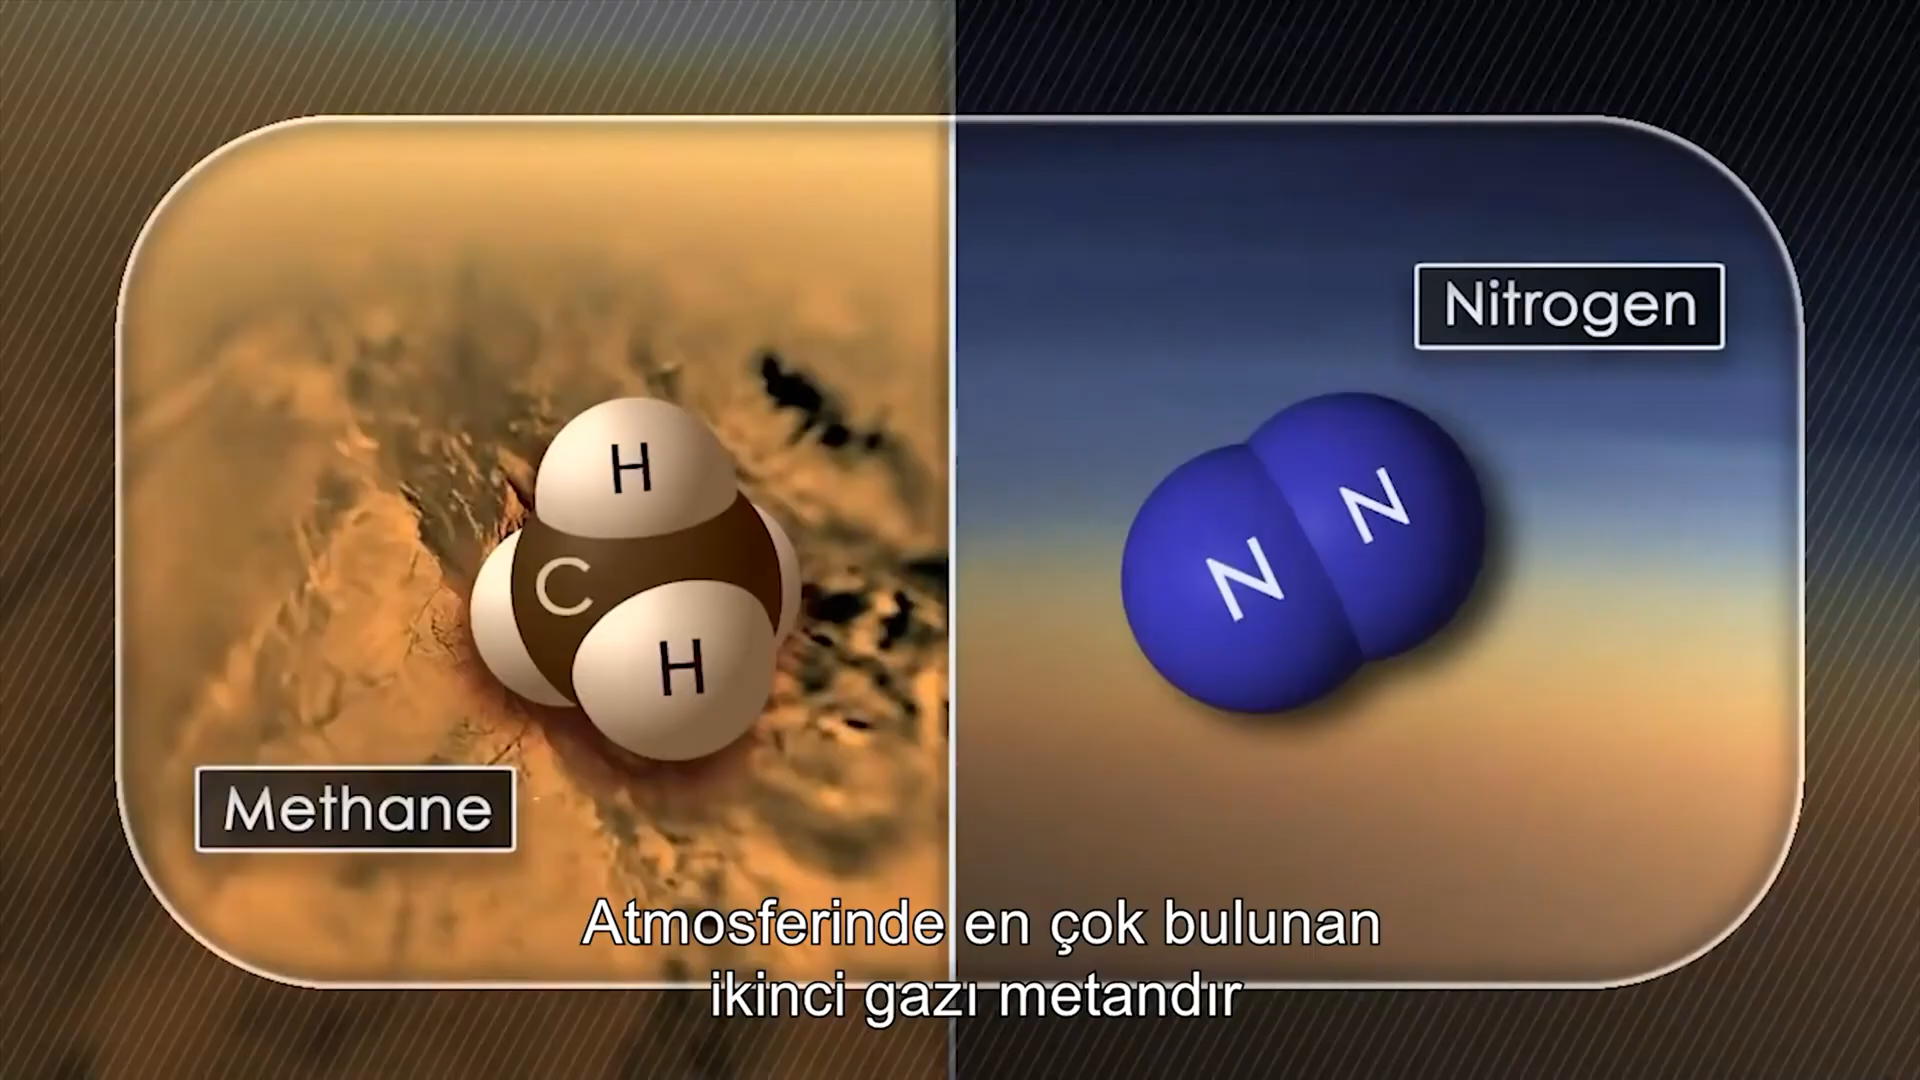 Nitrogen
H
N
C
N
H
Methane
Atmosferinde en çok bulunan
ikinci gazı metandır